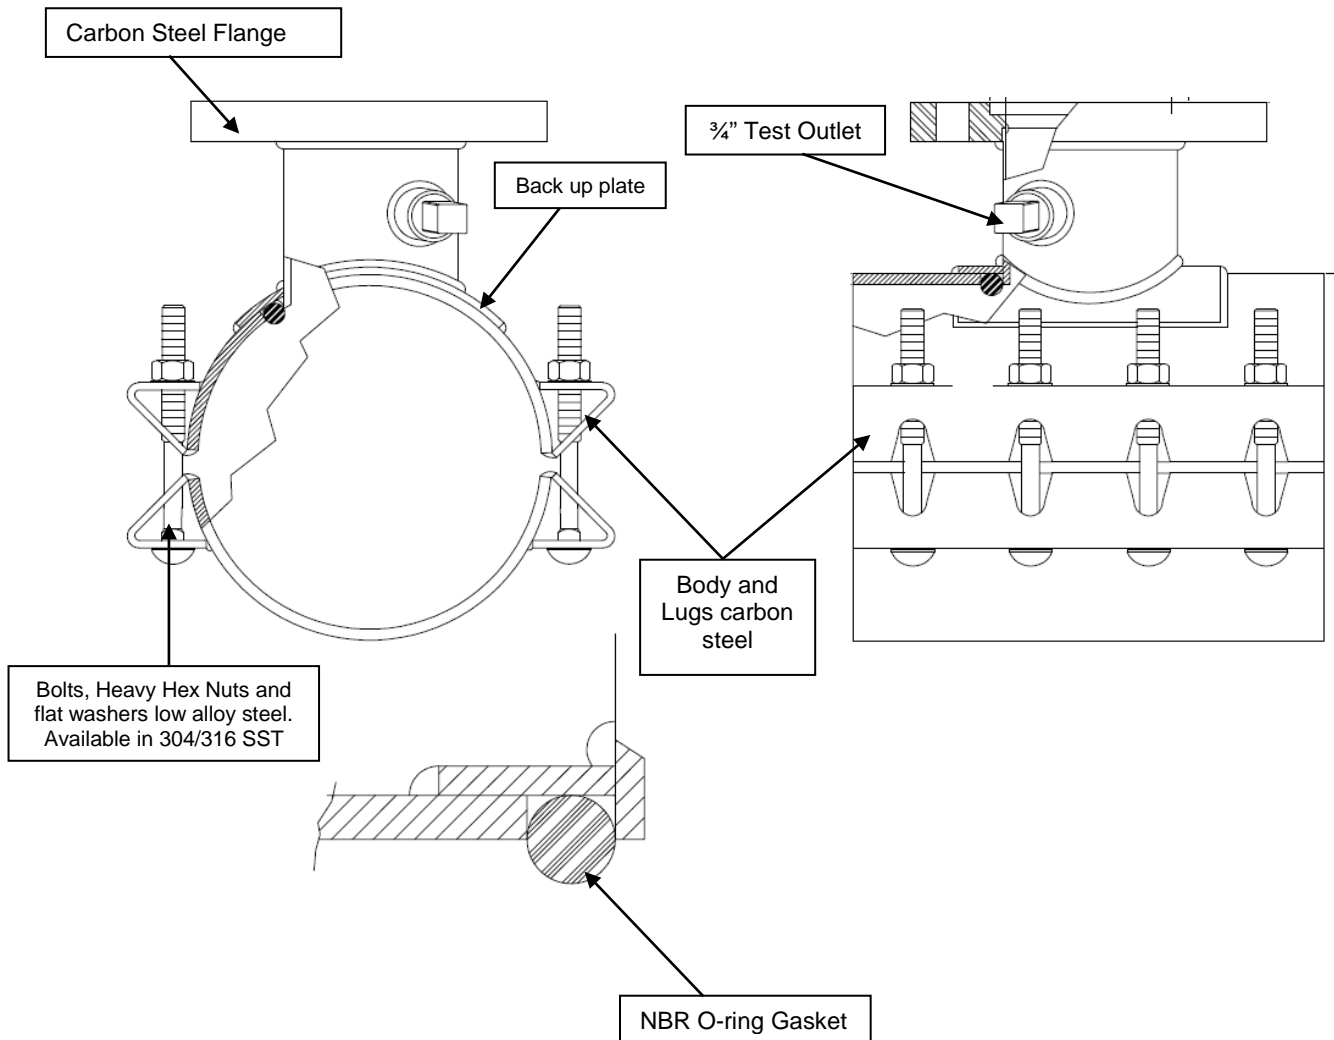 Carbon Steel Flange
¾” Test Outlet
Back up plate
Body and
Lugs carbon
steel
Bolts, Heavy Hex Nuts and
flat washers low alloy steel.
Available in 304/316 SST
NBR O-ring Gasket